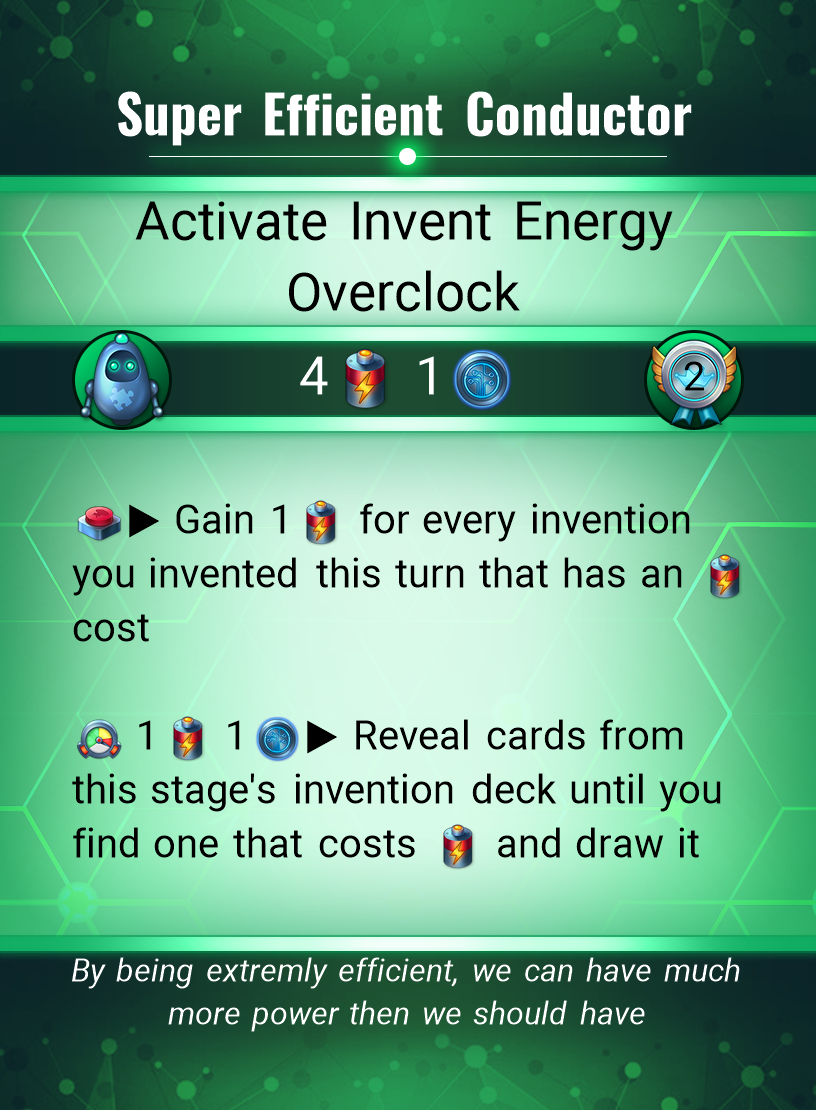 Super Efficient Conductor
Activate Invent Energy
Overclock
4 1 2
▶ Gain 1 for every invention
you invented this turn that has an
cost
1 1 ▶ Reveal cards from
this stage's invention deck until you
find one that costs and draw it
By being extremly efficient, we can have much
more power then we should have